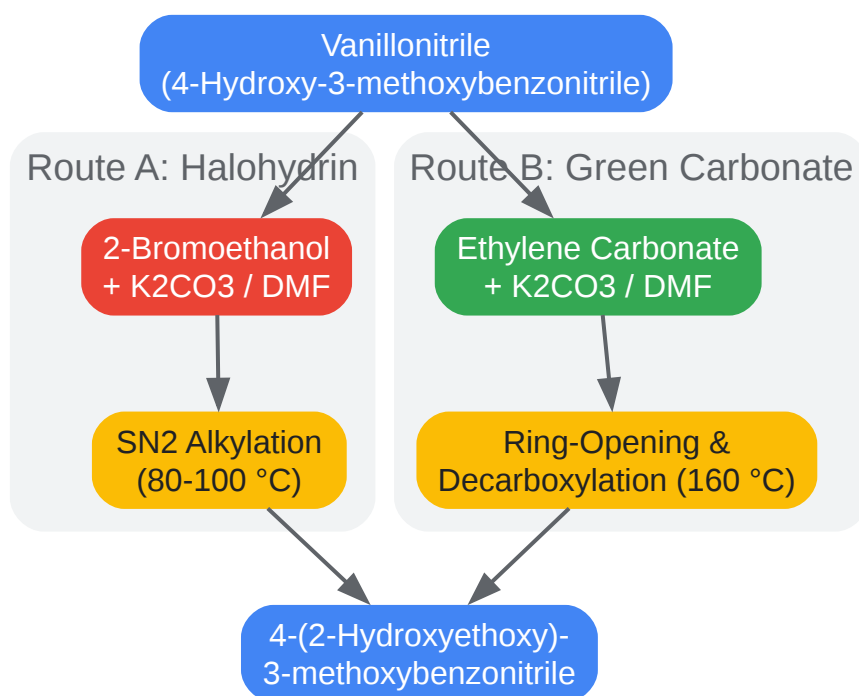 Vanillonitrile
(4-Hydroxy-3-methoxybenzonitrile)
Route A: Halohydrin
2-Bromoethanol
+ K2CO3 / DMF
SN2 Alkylation
(80-100 °C)
Route B: Green Carbonate
Ethylene Carbonate
+ K2CO3 / DMF
Ring-Opening &
Decarboxylation (160 °C)
4-(2-Hydroxyethoxy)-
3-methoxybenzonitrile